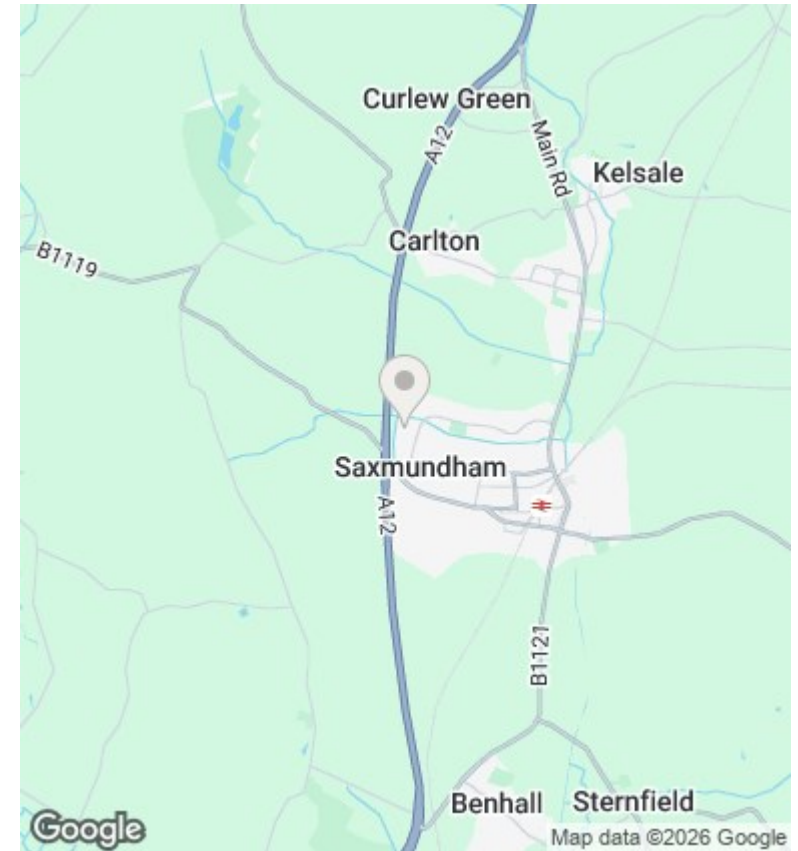 Curlew Green
A12
Main Rd
Kelsale
Carlton
B1119
Saxmundham
A12
B1121
Benhall
Sternfield
Google
Map data ©2026 Google